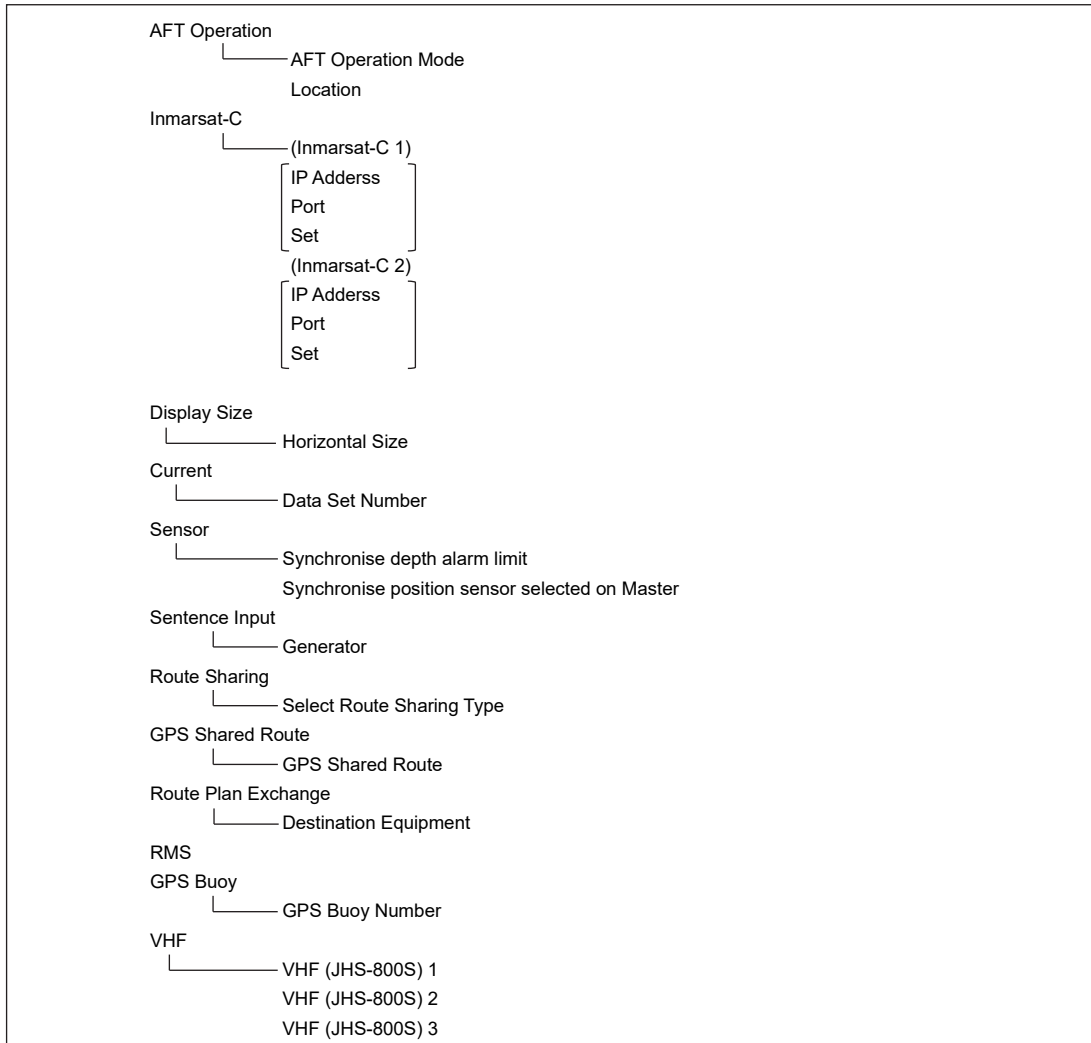 AFT Operation
AFT Operation Mode
Location
Inmarsat-C
(Inmarsat-C 1)
IP Aderss
Port
Set
(Inmarsat-C 2)
IP Aderss
Port
Set
Display Size
Horizontal Size
Current
Data Set Number
Sensor
Synchronise depth alarm limit
Synchronise position sensor selected on Master
Sentence Input
Generator
Route Sharing
Select Route Sharing Type
GPS Shared Route
GPS Shared Route
Route Plan Exchange
Destination Equipment
RMS
GPS Buoy
GPS Buoy Number
VHF
VHF (JHS-800S) 1
VHF (JHS-800S) 2
VHF (JHS-800S) 3